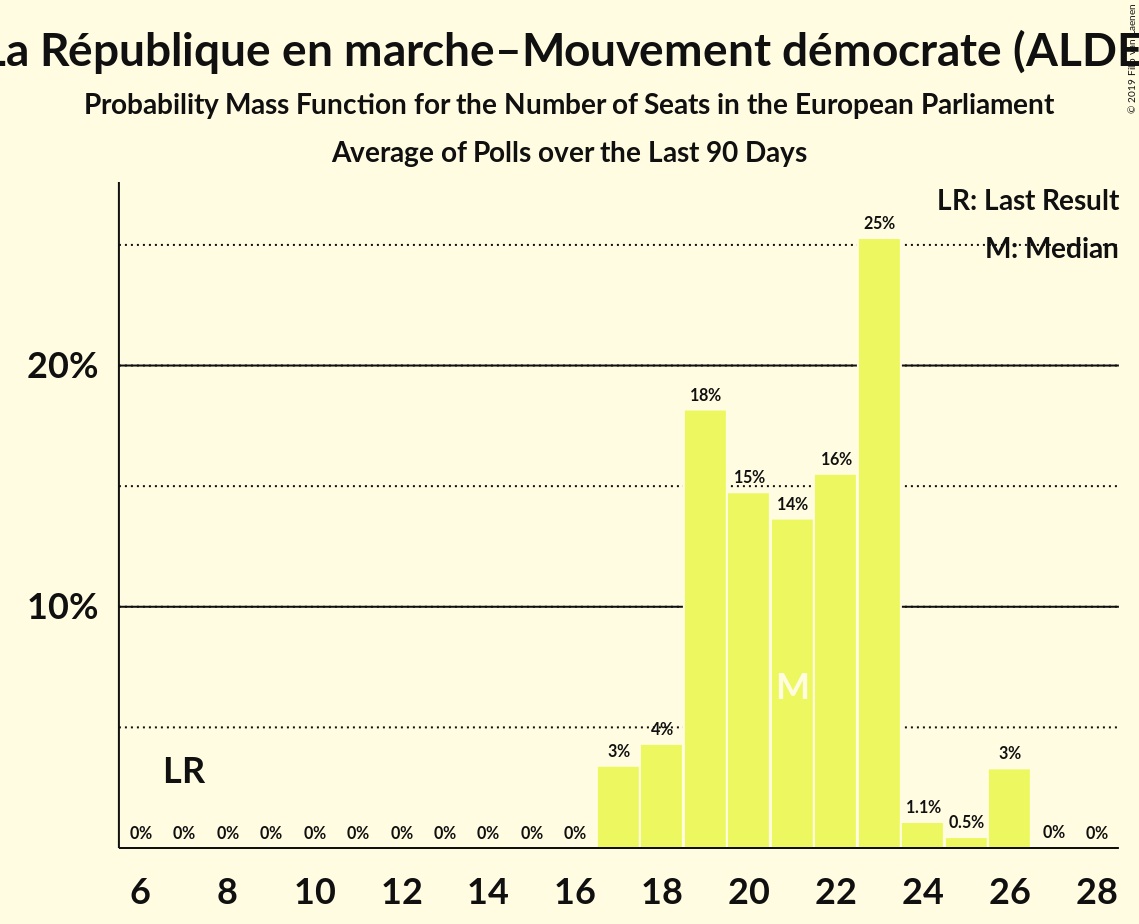 La République en marche–Mouvement démocrate (ALDE
Probability Mass Function for the Number of Seats in the European Parliament
Average of Polls over the Last 90 Days
© 2019
LR: Last Result
M: Median
25%
20%
18%
16%
15%
14%
10%
M
4%
3%
3%
LR
1.1%
0.5%
0% 0% 0% 0% 0% 0% 0% 0% 0% 0% 0% 0% 0%
6 8 10 12 14 16 18 20 22 24 26 28